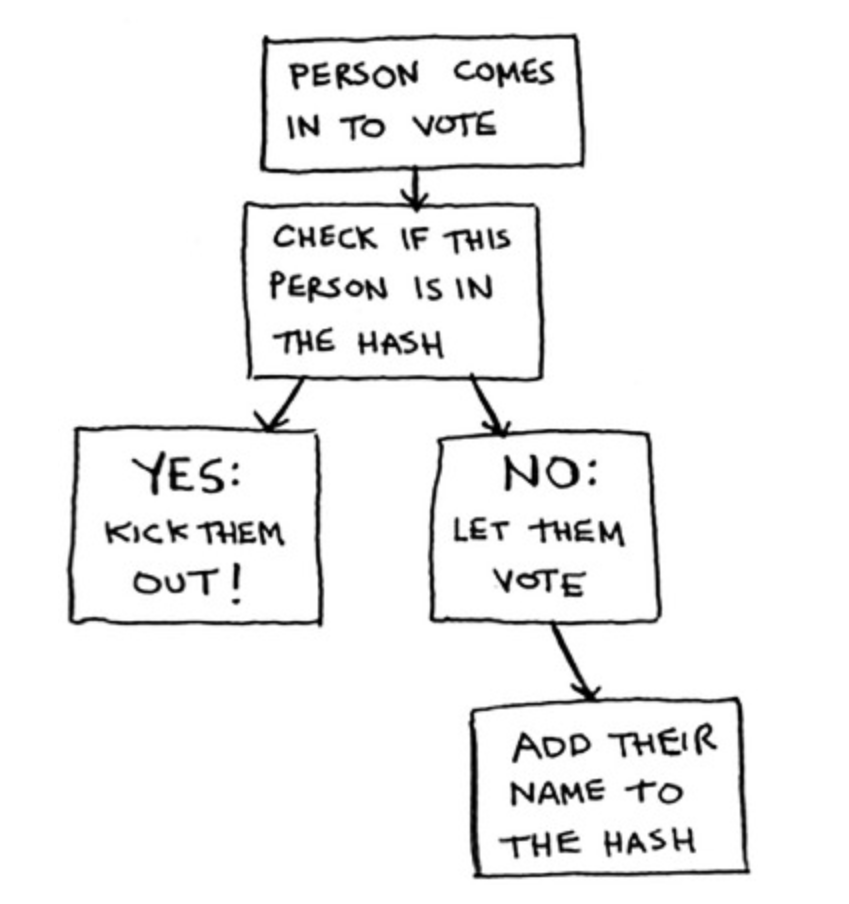 PERSON COMES
IN TO VOTE
CHECK IF THIS
PERSON IS IN
THE HASH
YES:
KICK THEM
OUT!
NO:
LET THEM
VOTE
ADD THEIR
NAME TO
THE HASH